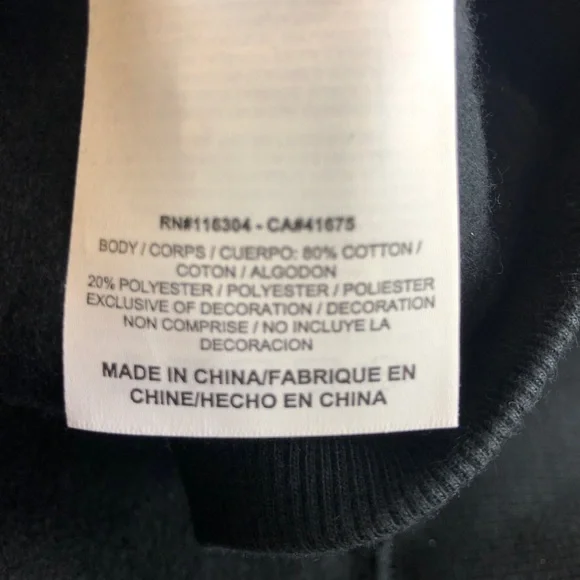 RN#116304 - CA#41675
BODY / CORPS / CUERPO: 80% COTTON /
COTON / ALGODON
20% POLYESTER / POLYESTER / POLIESTER
EXCLUSIVE OF DECORATION / DECORATION
NON COMPRISE / NO INCLUYE LA
DECORACION
MADE IN CHINA/FABRIQUE EN
CHINE/HECHO EN CHINA